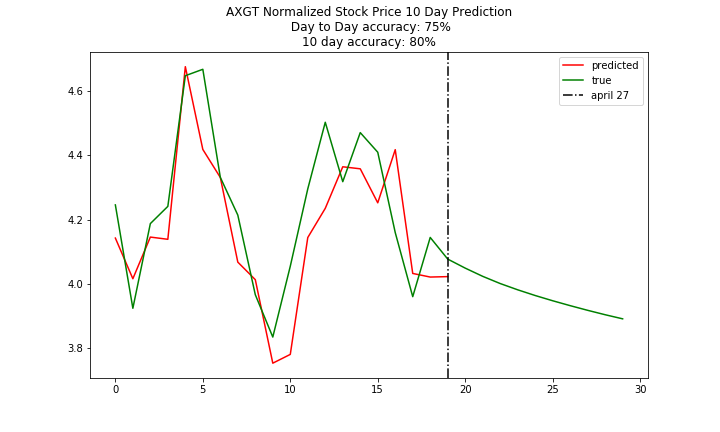 AXGT Normalized Stock Price 10 Day Prediction
Day to Day accuracy: 75%
10 day accuracy: 80%
predicted
true
april 27
4.6
4.4
4.2
4.0
3.8
0 5 10 15 20 25 30